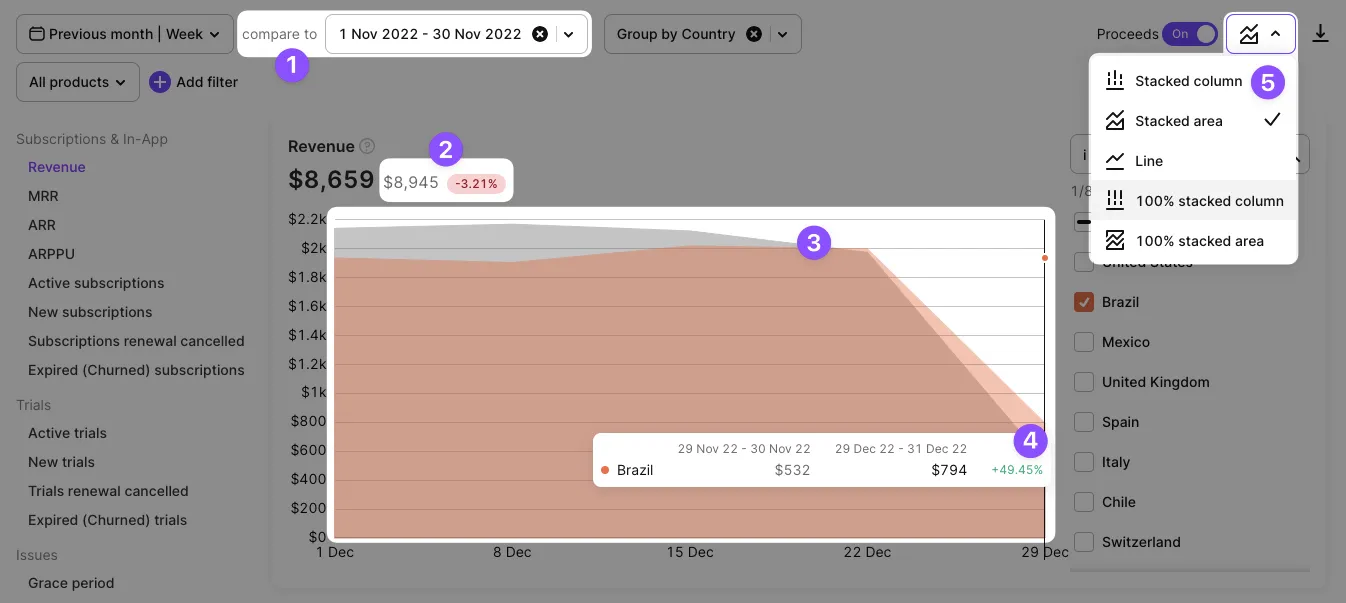 Previous month | Week
compare to
1 Nov 2022 - 30 Nov 2022
Group by Country
Proceeds On
1
All products
Add filter
Stacked column
5
Stacked area
Line
100% stacked column
100% stacked area
Subscriptions & In-App
Revenue
MRR
ARR
ARPPU
Active subscriptions
New subscriptions
Subscriptions renewal cancelled
Expired (Churned) subscriptions
Trials
Active trials
New trials
Trials renewal cancelled
Expired (Churned) trials
Issues
Grace period
Revenue ?
2
$8,659 $8,945 -3.21%
$2.2k
$2k
$1.8k
$1.6k
$1.4k
$1.2k
$1k
$800
$600
$400
$200
$0
3
4
29 Nov 22 - 30 Nov 22 29 Dec 22 - 31 Dec 22
Brazil $532 $794 +49.45%
1 Dec 8 Dec 15 Dec 22 Dec 29 Dec
1/8
United States
Brazil
Mexico
United Kingdom
Spain
Italy
Chile
Switzerland